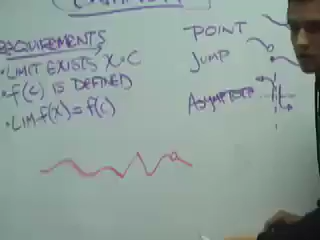 REQUIREMENTS
• LIMIT EXISTS X=C
• f(c) IS DEFINED
• LIM f(x) = f(c)
POINT
JUMP